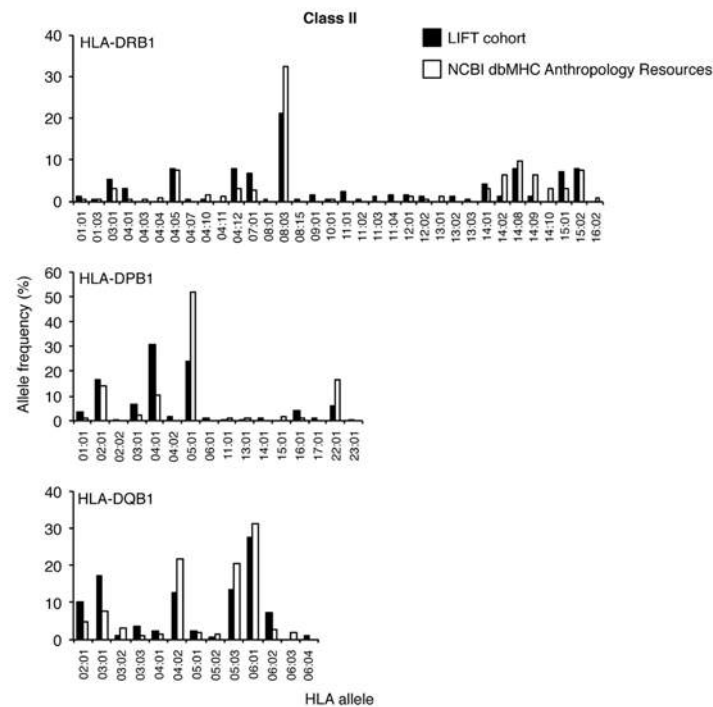 Class II
LIFT cohort
NCBI dbMHC Anthropology Resources
HLA-DRB1
40
30
20
10
0
01:01 01:03 03:01 04:01 04:03 04:04 04:05 04:07 04:10 04:11 04:12 07:01 08:01 08:03 08:15 09:01 10:01 11:01 11:02 11:03 11:04 12:01 12:02 13:01 13:02 13:03 14:01 14:02 14:08 14:09 14:10 15:01 15:02 16:02
Allele frequency (%)
HLA-DPB1
60
50
40
30
20
10
0
01:01 02:01 02:02 03:01 04:01 04:02 05:01 06:01 11:01 13:01 14:01 15:01 16:01 17:01 22:01 23:01
HLA-DQB1
40
30
20
10
0
02:01 03:01 03:02 03:03 04:01 04:02 05:01 05:02 05:03 06:01 06:02 06:03 06:04
HLA allele